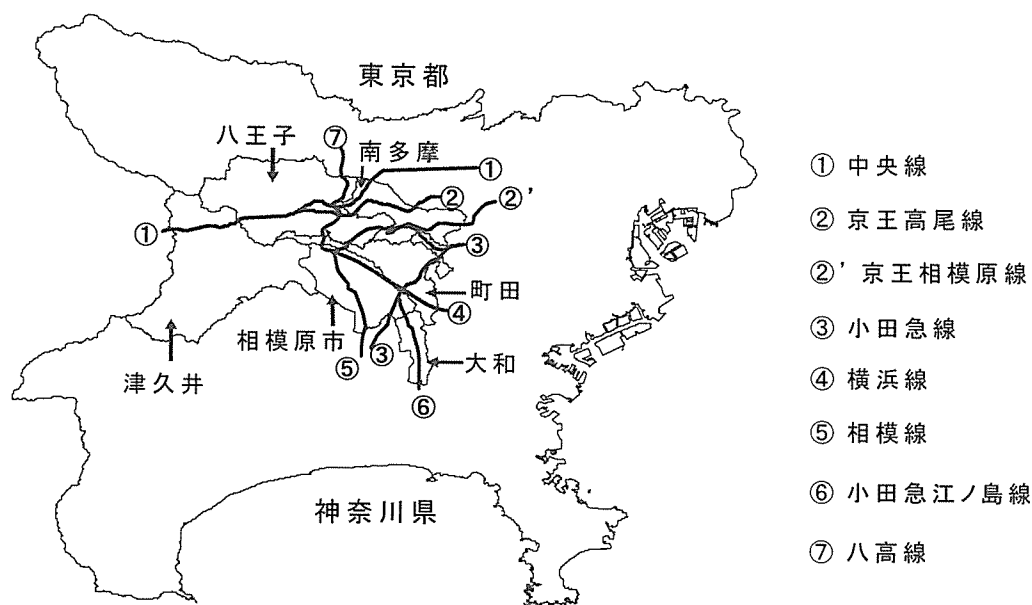 東京都
八王子
⑦
南多摩
①
②
②'
①
③
町田
④
相模原市
⑤
③
大和
津久井
⑥
神奈川県
① 中央線
② 京王高尾線
②' 京王相模原線
③ 小田急線
④ 横浜線
⑤ 相模線
⑥ 小田急江ノ島線
⑦ 八高線